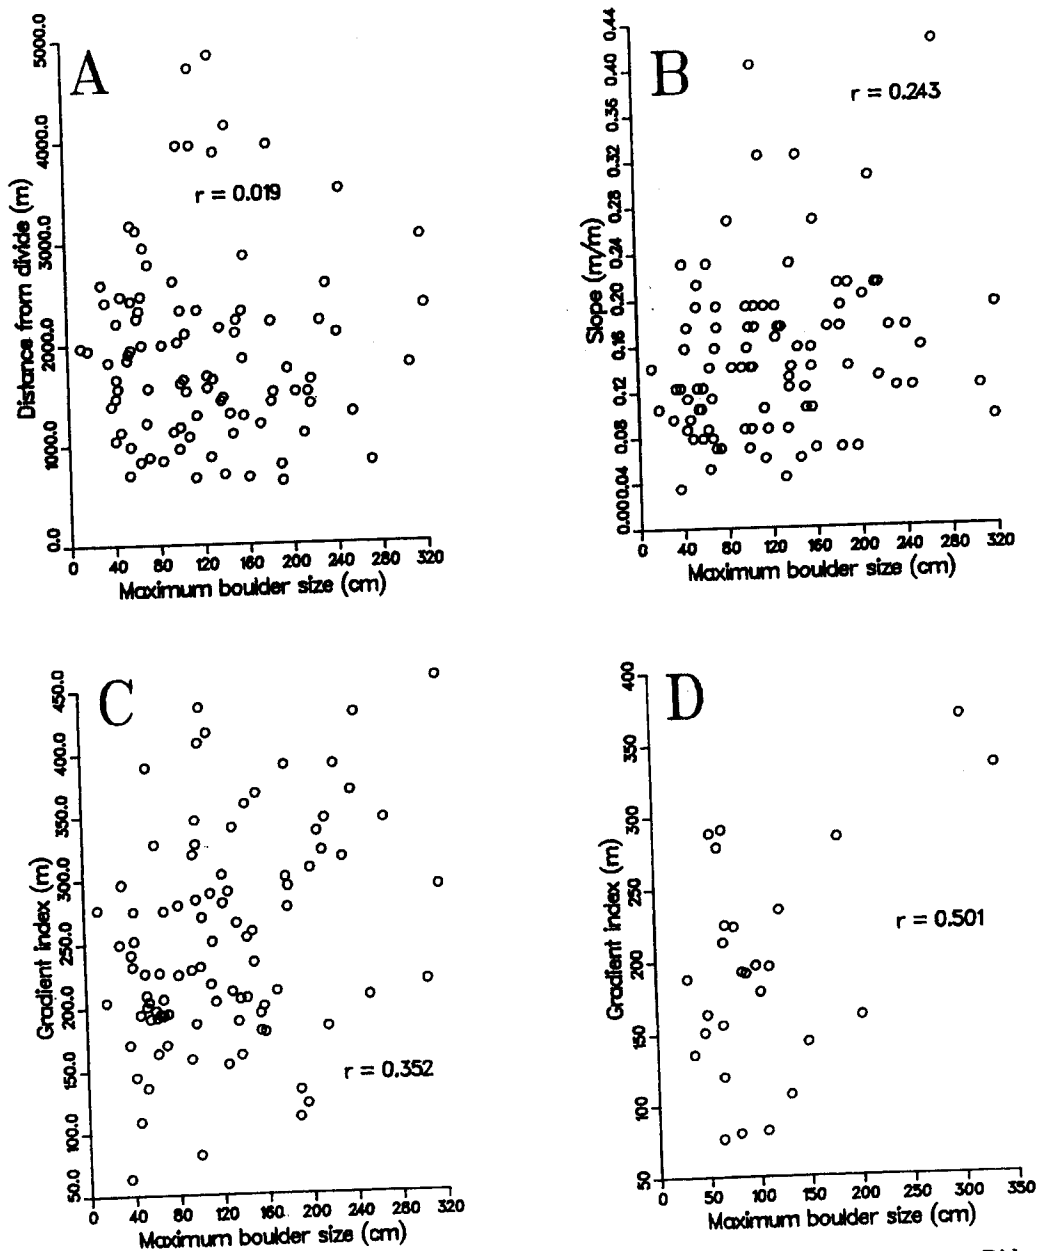 A
r = 0.019
Distance from divide (m)
5000.0
4000.0
3000.0
2000.0
1000.0
0.0
0 40 80 120 160 200 240 280 320
Maximum boulder size (cm)
B
r = 0.243
Slope (m/m)
0.44
0.40
0.36
0.32
0.28
0.24
0.20
0.16
0.12
0.08
0.04
0.00
0 40 80 120 160 200 240 280 320
Maximum boulder size (cm)
C
r = 0.352
Gradient index (m)
450.0
400.0
350.0
300.0
250.0
200.0
150.0
100.0
50.0
0 40 80 120 160 200 240 280 320
Maximum boulder size (cm)
D
r = 0.501
Gradient index (m)
400
350
300
250
200
150
100
50
0 50 100 150 200 250 300 350
Maximum boulder size (cm)